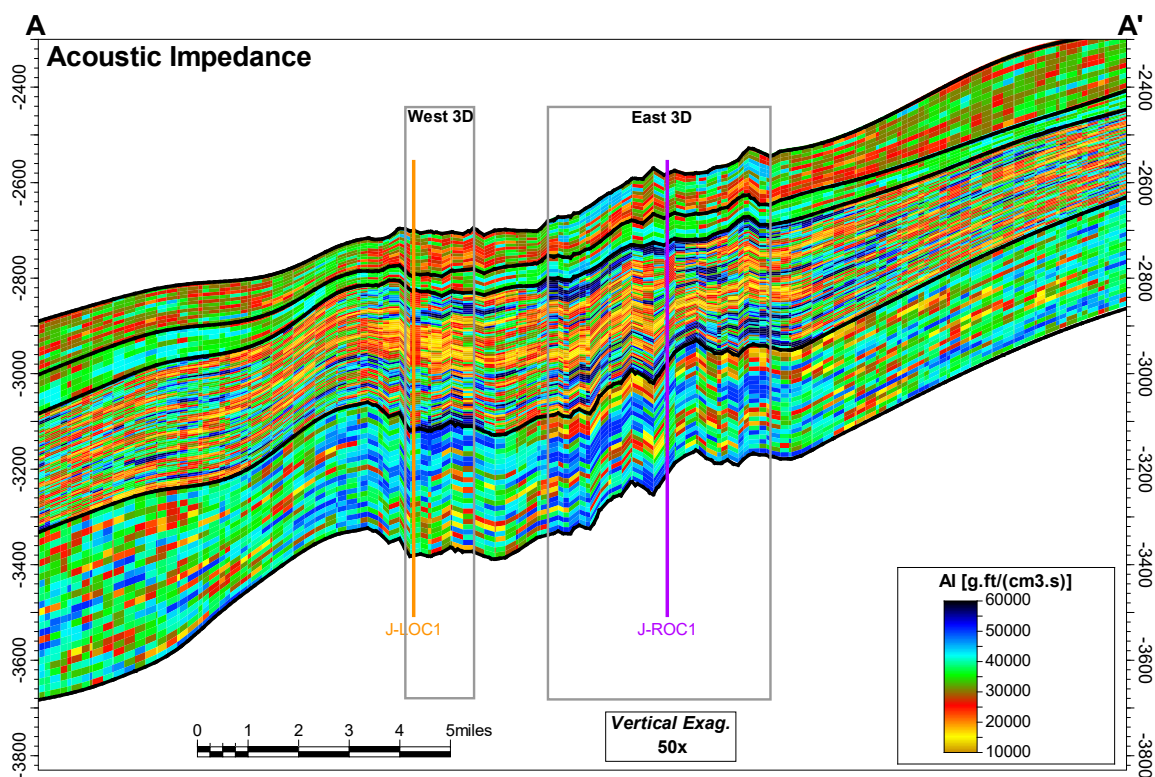 A
A'
Acoustic Impedance
West 3D
East 3D
-2400
-2600
-2800
-3000
-3200
-3400
-3600
-3800
-2400
-2600
-2800
-3000
-3200
-3400
-3600
-3800
J-LOC1
J-ROC1
0 1 2 3 4 5miles
Vertical Exag.
50x
AI [g.ft/(cm3.s)]
60000
50000
40000
30000
20000
10000